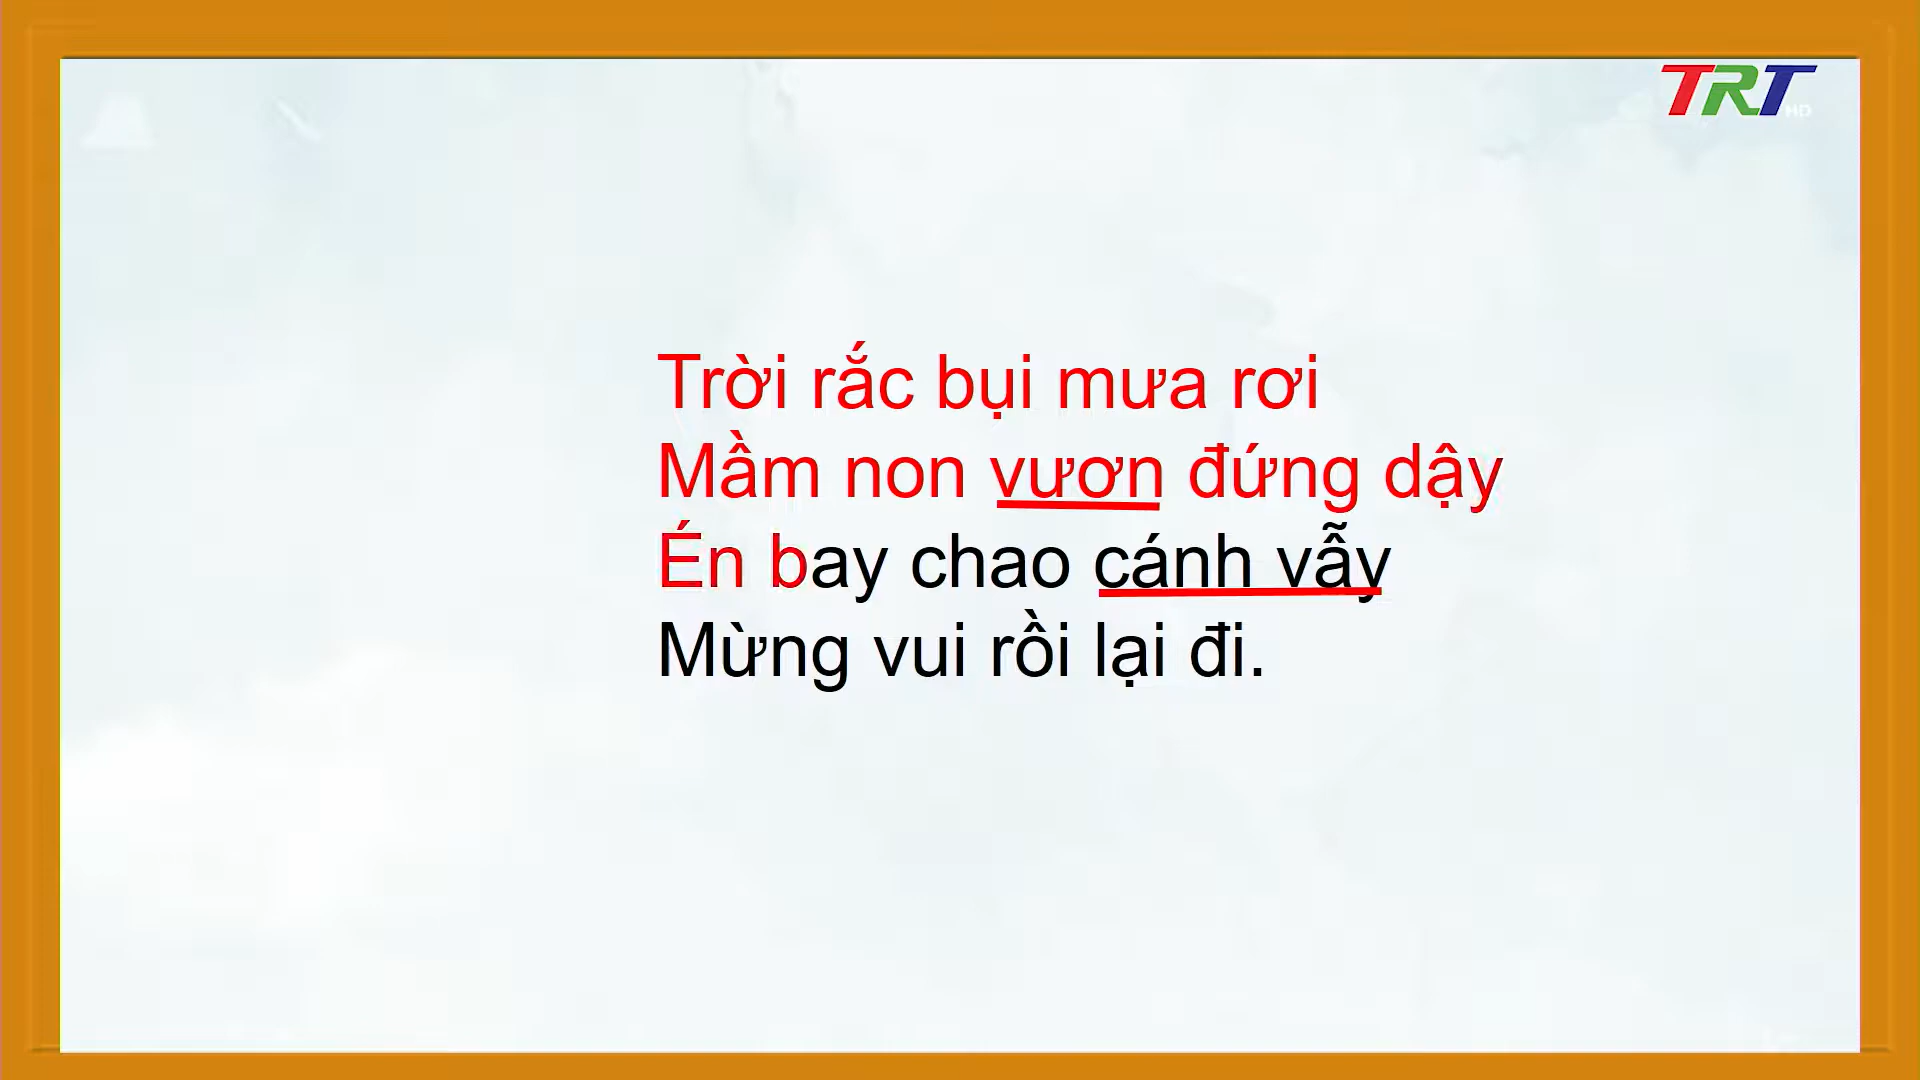 TRT HD
Trời rắc bụi mưa rơi
Mầm non vươn đứng dậy
Én bay chao cánh vẫy
Mừng vui rồi lại đi.